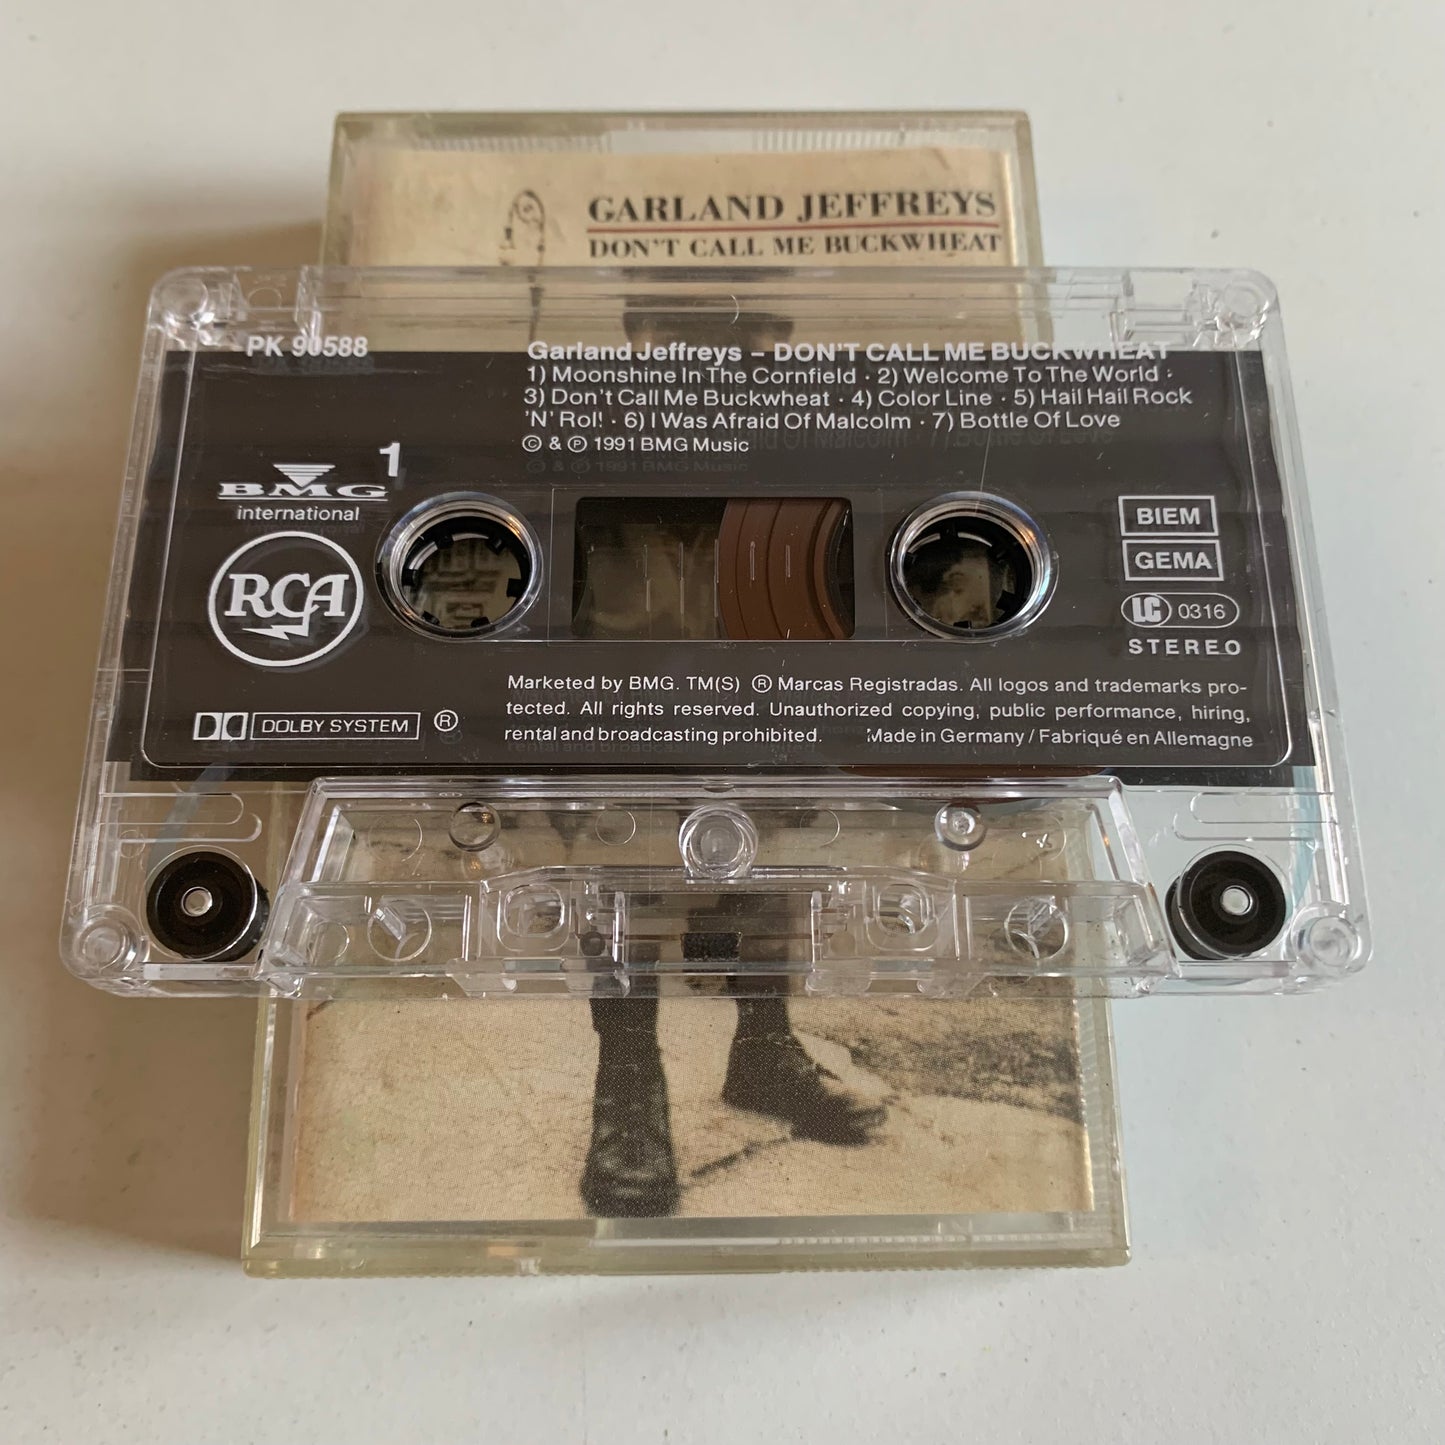 GARLAND JEFFREYS
DON'T CALL ME BUCKWHEAT
PK 90588
Garland Jeffreys – DON'T CALL ME BUCKWHEAT
1) Moonshine In The Cornfield · 2) Welcome To The World ·
3) Don't Call Me Buckwheat · 4) Color Line · 5) Hail Hail Rock
'N' Roll · 6) I Was Afraid Of Malcolm · 7) Bottle Of Love
© & ℗ 1991 BMG Music
1
BMG
international
RCA
BIEM
GEMA
LC 0316
STEREO
Marketed by BMG. TM(S) ® Marcas Registradas. All logos and trademarks pro-
tected. All rights reserved. Unauthorized copying, public performance, hiring,
rental and broadcasting prohibited. Made in Germany / Fabriqué en Allemagne
DOLBY SYSTEM ®